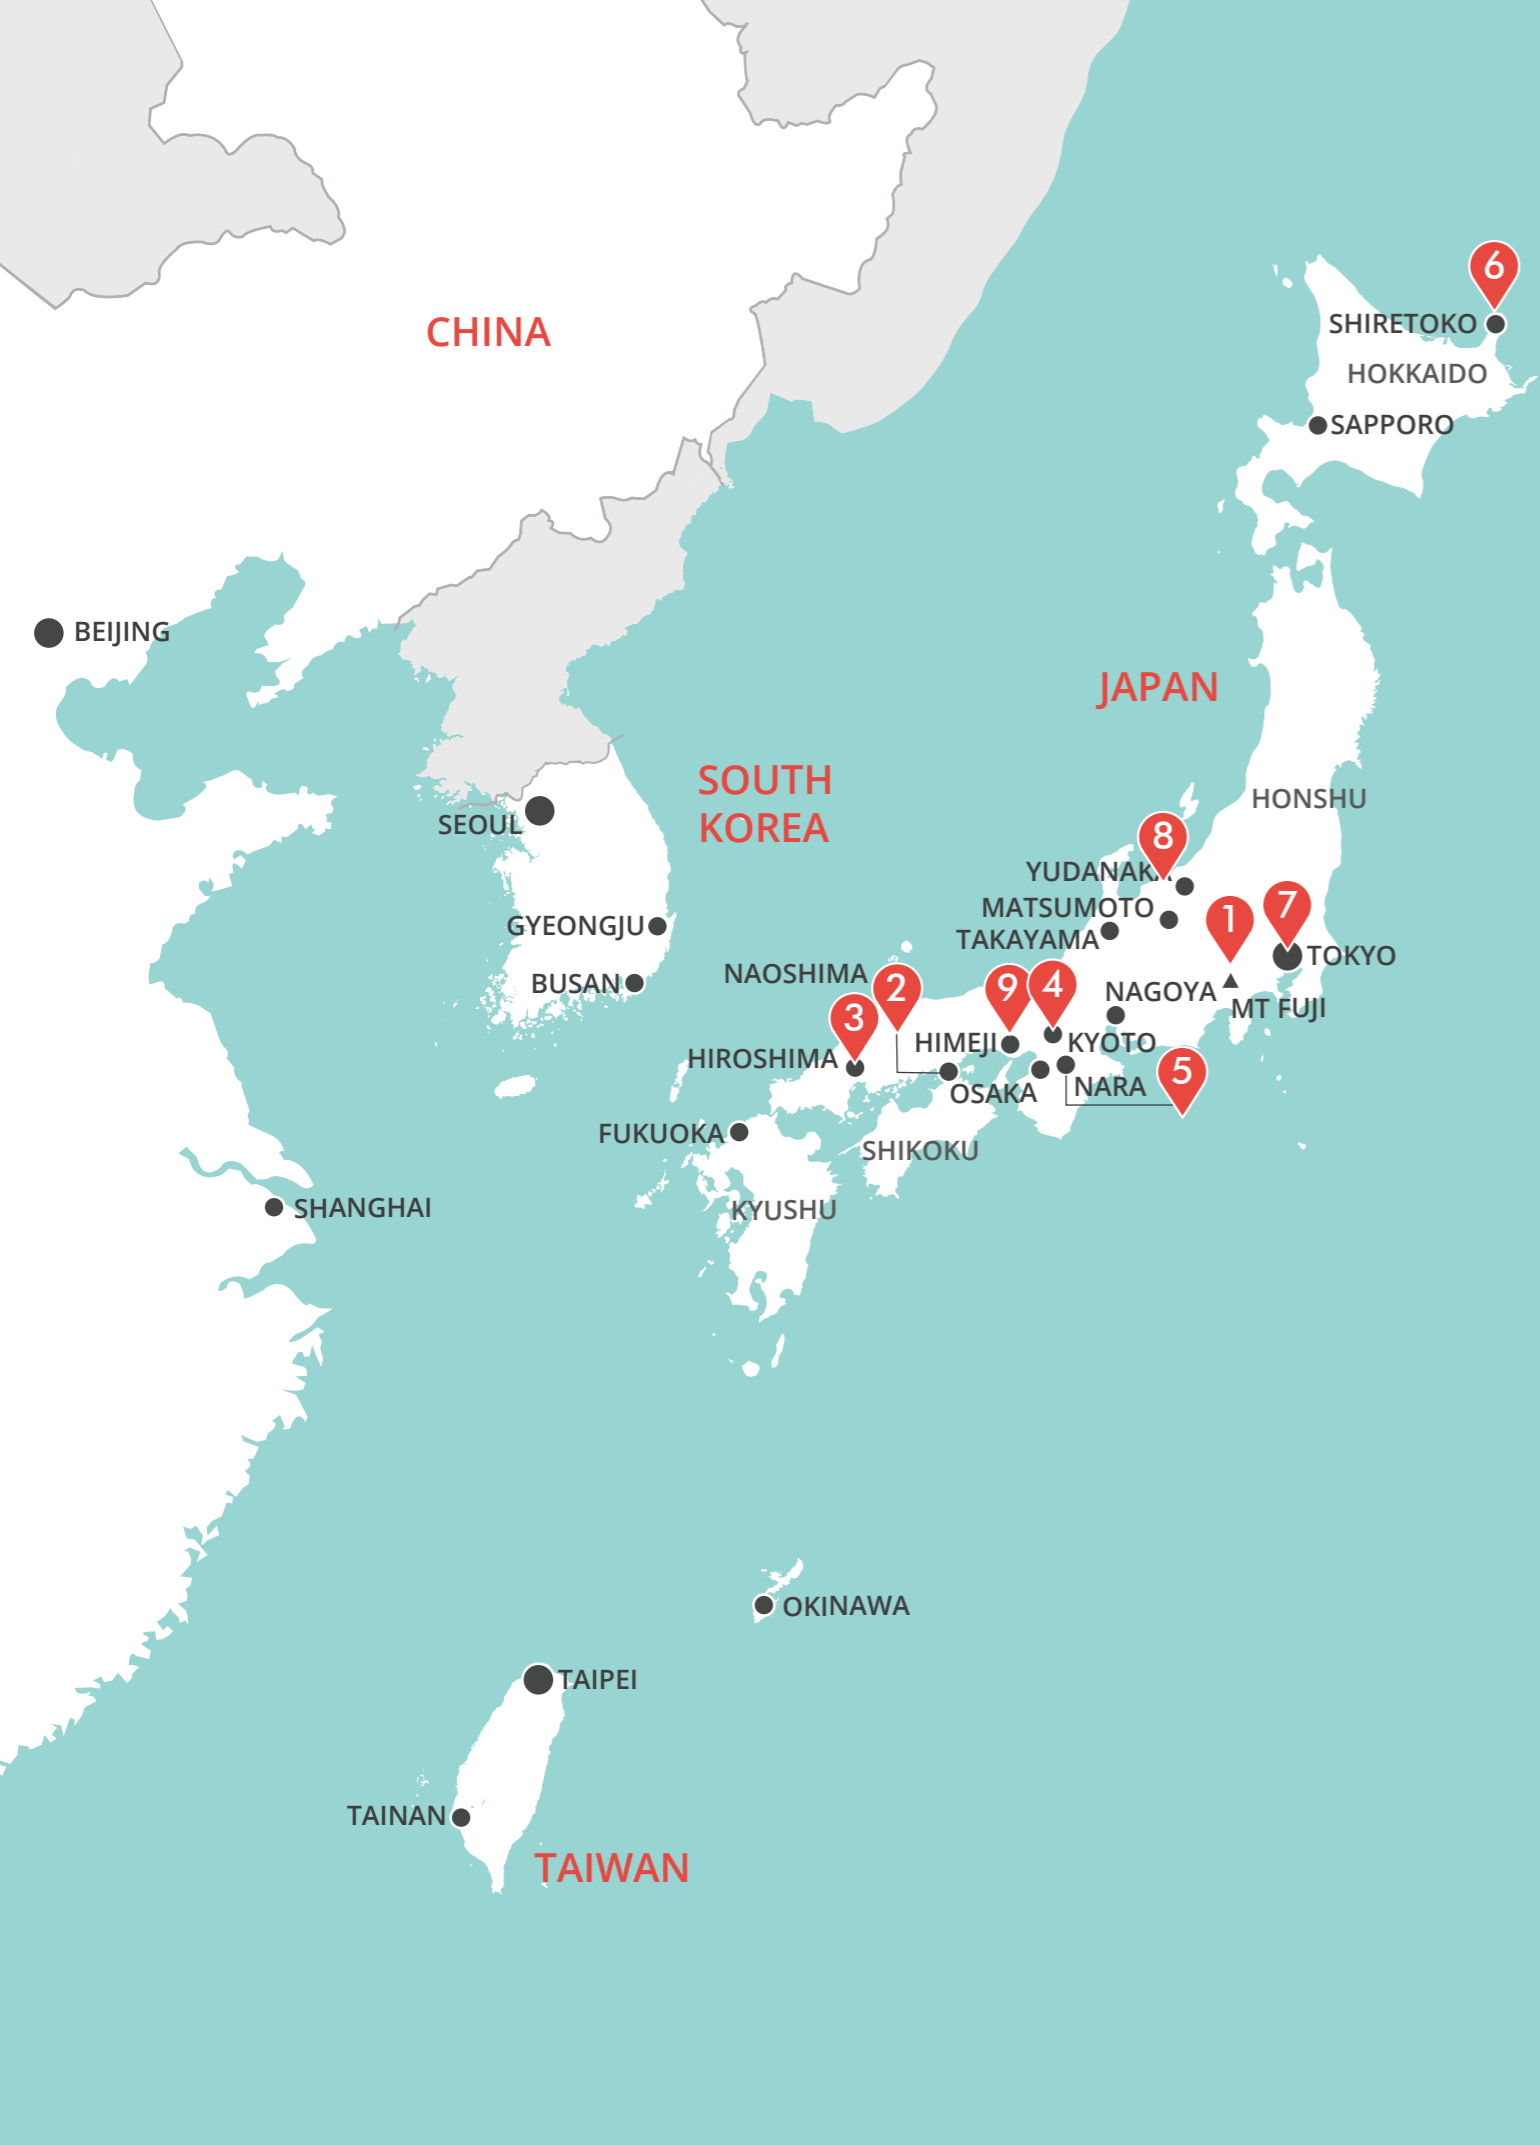 6
SHIRETOKO
HOKKAIDO
CHINA
SAPPORO
BEIJING
JAPAN
SOUTH
KOREA
HONSHU
SEOUL
8
YUDANAKA
MATSUMOTO
1
7
GYEONGJU
TAKAYAMA
TOKYO
NAOSHIMA
2
9
4
BUSAN
NAGOYA
MT FUJI
3
HIMEJI
KYOTO
HIROSHIMA
5
OSAKA
NARA
FUKUOKA
SHIKOKU
SHANGHAI
KYUSHU
OKINAWA
TAIPEI
TAINAN
TAIWAN